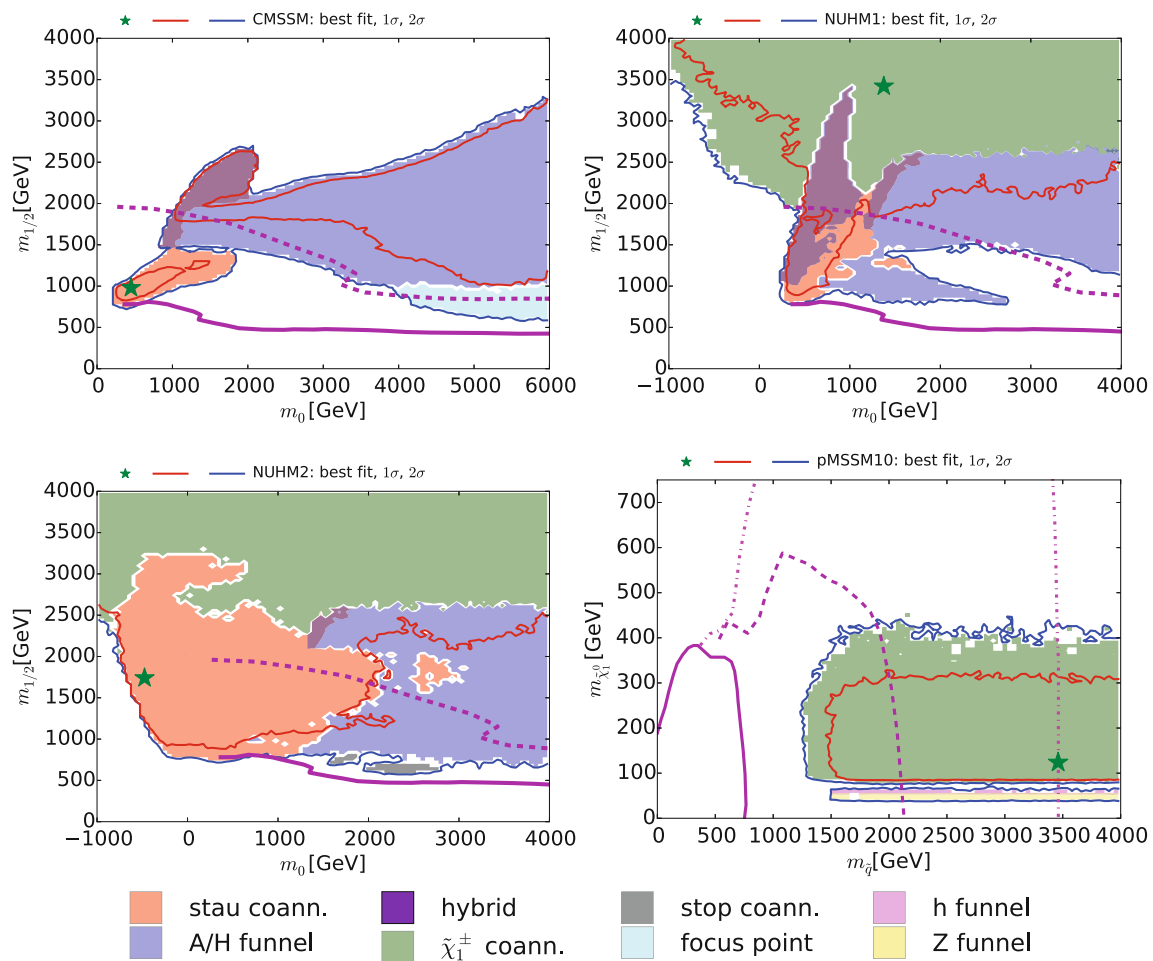 CMSSM: best fit, 1σ, 2σ
4000
3500
3000
2500
2000
1500
1000
500
0
m₁/₂[GeV]
0 1000 2000 3000 4000 5000 6000
m₀[GeV]
NUHM1: best fit, 1σ, 2σ
4000
3500
3000
2500
2000
1500
1000
500
0
m₁/₂[GeV]
−1000 0 1000 2000 3000 4000
m₀[GeV]
NUHM2: best fit, 1σ, 2σ
4000
3500
3000
2500
2000
1500
1000
500
0
m₁/₂[GeV]
−1000 0 1000 2000 3000 4000
m₀[GeV]
pMSSM10: best fit, 1σ, 2σ
700
600
500
400
300
200
100
0
m_χ̃₁⁰[GeV]
0 500 1000 1500 2000 2500 3000 3500 4000
m_q̃[GeV]
stau coann. hybrid stop coann. h funnel
A/H funnel χ̃₁± coann. focus point Z funnel